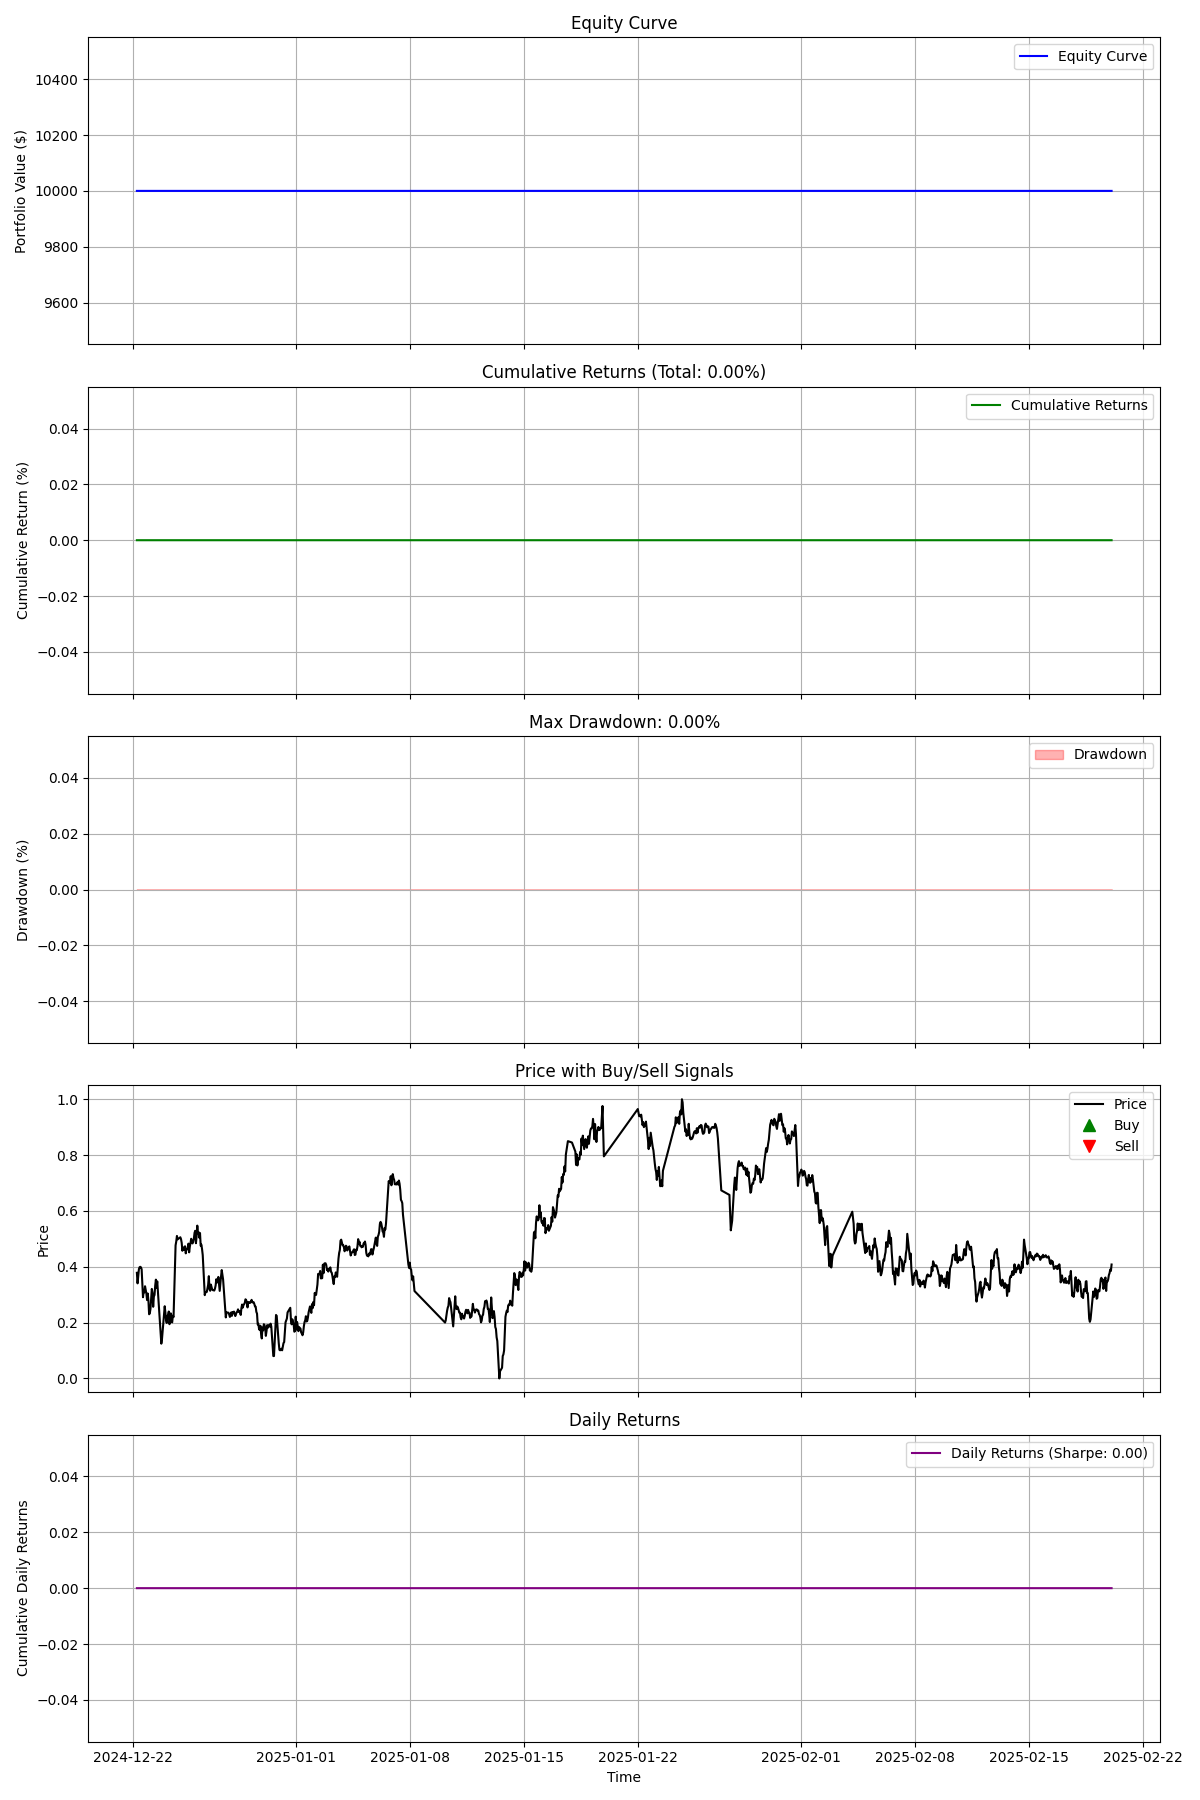 Equity Curve
Equity Curve
Portfolio Value ($)
10400
10200
10000
9800
9600
Cumulative Returns (Total: 0.00%)
Cumulative Returns
Cumulative Return (%)
0.04
0.02
0.00
−0.02
−0.04
Max Drawdown: 0.00%
Drawdown
Drawdown (%)
0.04
0.02
0.00
−0.02
−0.04
Price with Buy/Sell Signals
Price
Buy
Sell
Price
1.0
0.8
0.6
0.4
0.2
0.0
Daily Returns
Daily Returns (Sharpe: 0.00)
Cumulative Daily Returns
0.04
0.02
0.00
−0.02
−0.04
2024-12-22 2025-01-01 2025-01-08 2025-01-15 2025-01-22 2025-02-01 2025-02-08 2025-02-15 2025-02-22
Time